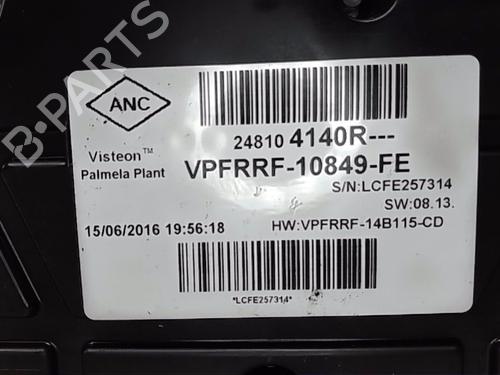 ANC
24810 4140R---
Visteon™
Palmela Plant
VPFRRF-10849-FE
S/N:LCFE257314
SW:08.13.
15/06/2016 19:56:18
HW:VPFRRF-14B115-CD
*LCFE257314*
B-PARTS